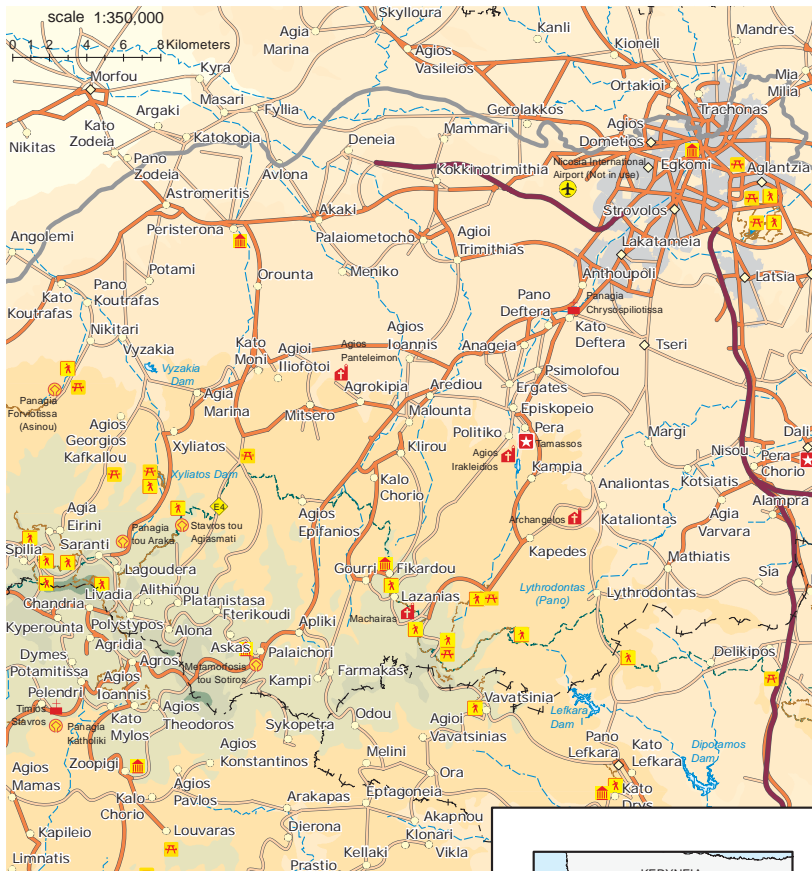 scale 1:350,000
0 2 4 6 8 Kilometers
Skylloura
Agia
Marina
Kanli
Mandres
Kioneli
Agios
Vasileios
Morfou
Kyra
Mia
Milia
Ortakioi
Masari
Argaki
Fyllia
Trachonas
Gerolakkos
Kato
Zodeia
Nikitas
Katokopia
Deneia
Mammari
Agios
Dometios
Pano
Zodeia
Avlona
Kokkinotrimithia
Nicosia International
Airport (Not in use)
Egkomi
Aglantzia
Astromeritis
Akaki
Strovolos
Peristerona
Palaiometocho
Agioi
Trimithias
Lakatameia
Angolemi
Potami
Meniko
Orounta
Anthoupoli
Latsia
Kato
Koutrafas
Pano
Koutrafas
Pano
Deftera
Panagia
Chrysospiliotissa
Nikitari
Vyzakia
Kato
Moni
Agioi
Iliofotoi
Agios
Panteleimon
Agios
Ioannis
Anageia
Kato
Deftera
Tseri
Vyzakia
Dam
Psimolofou
Panagia
Forviotissa
(Asinou)
Agia
Marina
Agrokipia
Arediou
Ergates
Mitsero
Malounta
Episkopeio
Agios
Georgios
Kafkallou
Xyliatos
Klirou
Politiko
Pera
Tamassos
Margi
Dali
Agios
Irakleidios
Nisou
Pera
Chorio
Xyliatos Dam
Kalo
Chorio
Kampia
Analiontas
Kotsiatis
Alampra
E4
Agia
Eirini
Agios
Epifanios
Archangelos
Kataliontas
Agia
Varvara
Panagia
tou Araka
Stavros tou
Agiasmati
Spilia
Saranti
Kapedes
Mathiatis
Lagoudera
Gourri
Fikardou
Sia
Livadia
Alithinou
Lythrodontas
(Pano)
Lythrodontas
Chandria
Platanistasa
Lazanias
Polystypos
Fterikoudi
Machairas
Kyperounta
Alona
Apliki
Agridia
Askas
Palaichori
Dymes
Agros
Metamorfosis
tou Sotiros
Delikipos
Potamitissa
Agios
Ioannis
Kampi
Farmakas
Pelendri
Timios
Stavros
Vavatsinia
Lefkara
Dam
Agios
Theodoros
Kato
Mylos
Panagia
Katholiki
Sykopetra
Odou
Agioi
Vavatsinias
Pano
Lefkara
Kato
Lefkara
Dipotamos
Dam
Zoopigi
Agios
Konstantinos
Melini
Agios
Mamas
Ora
Kalo
Chorio
Agios
Pavlos
Arakapas
Eptagoneia
Kato
Drys
Kapileio
Louvaras
Dierona
Akapnou
Klonari
Kellaki
Vikla
Limnatis
Prastio